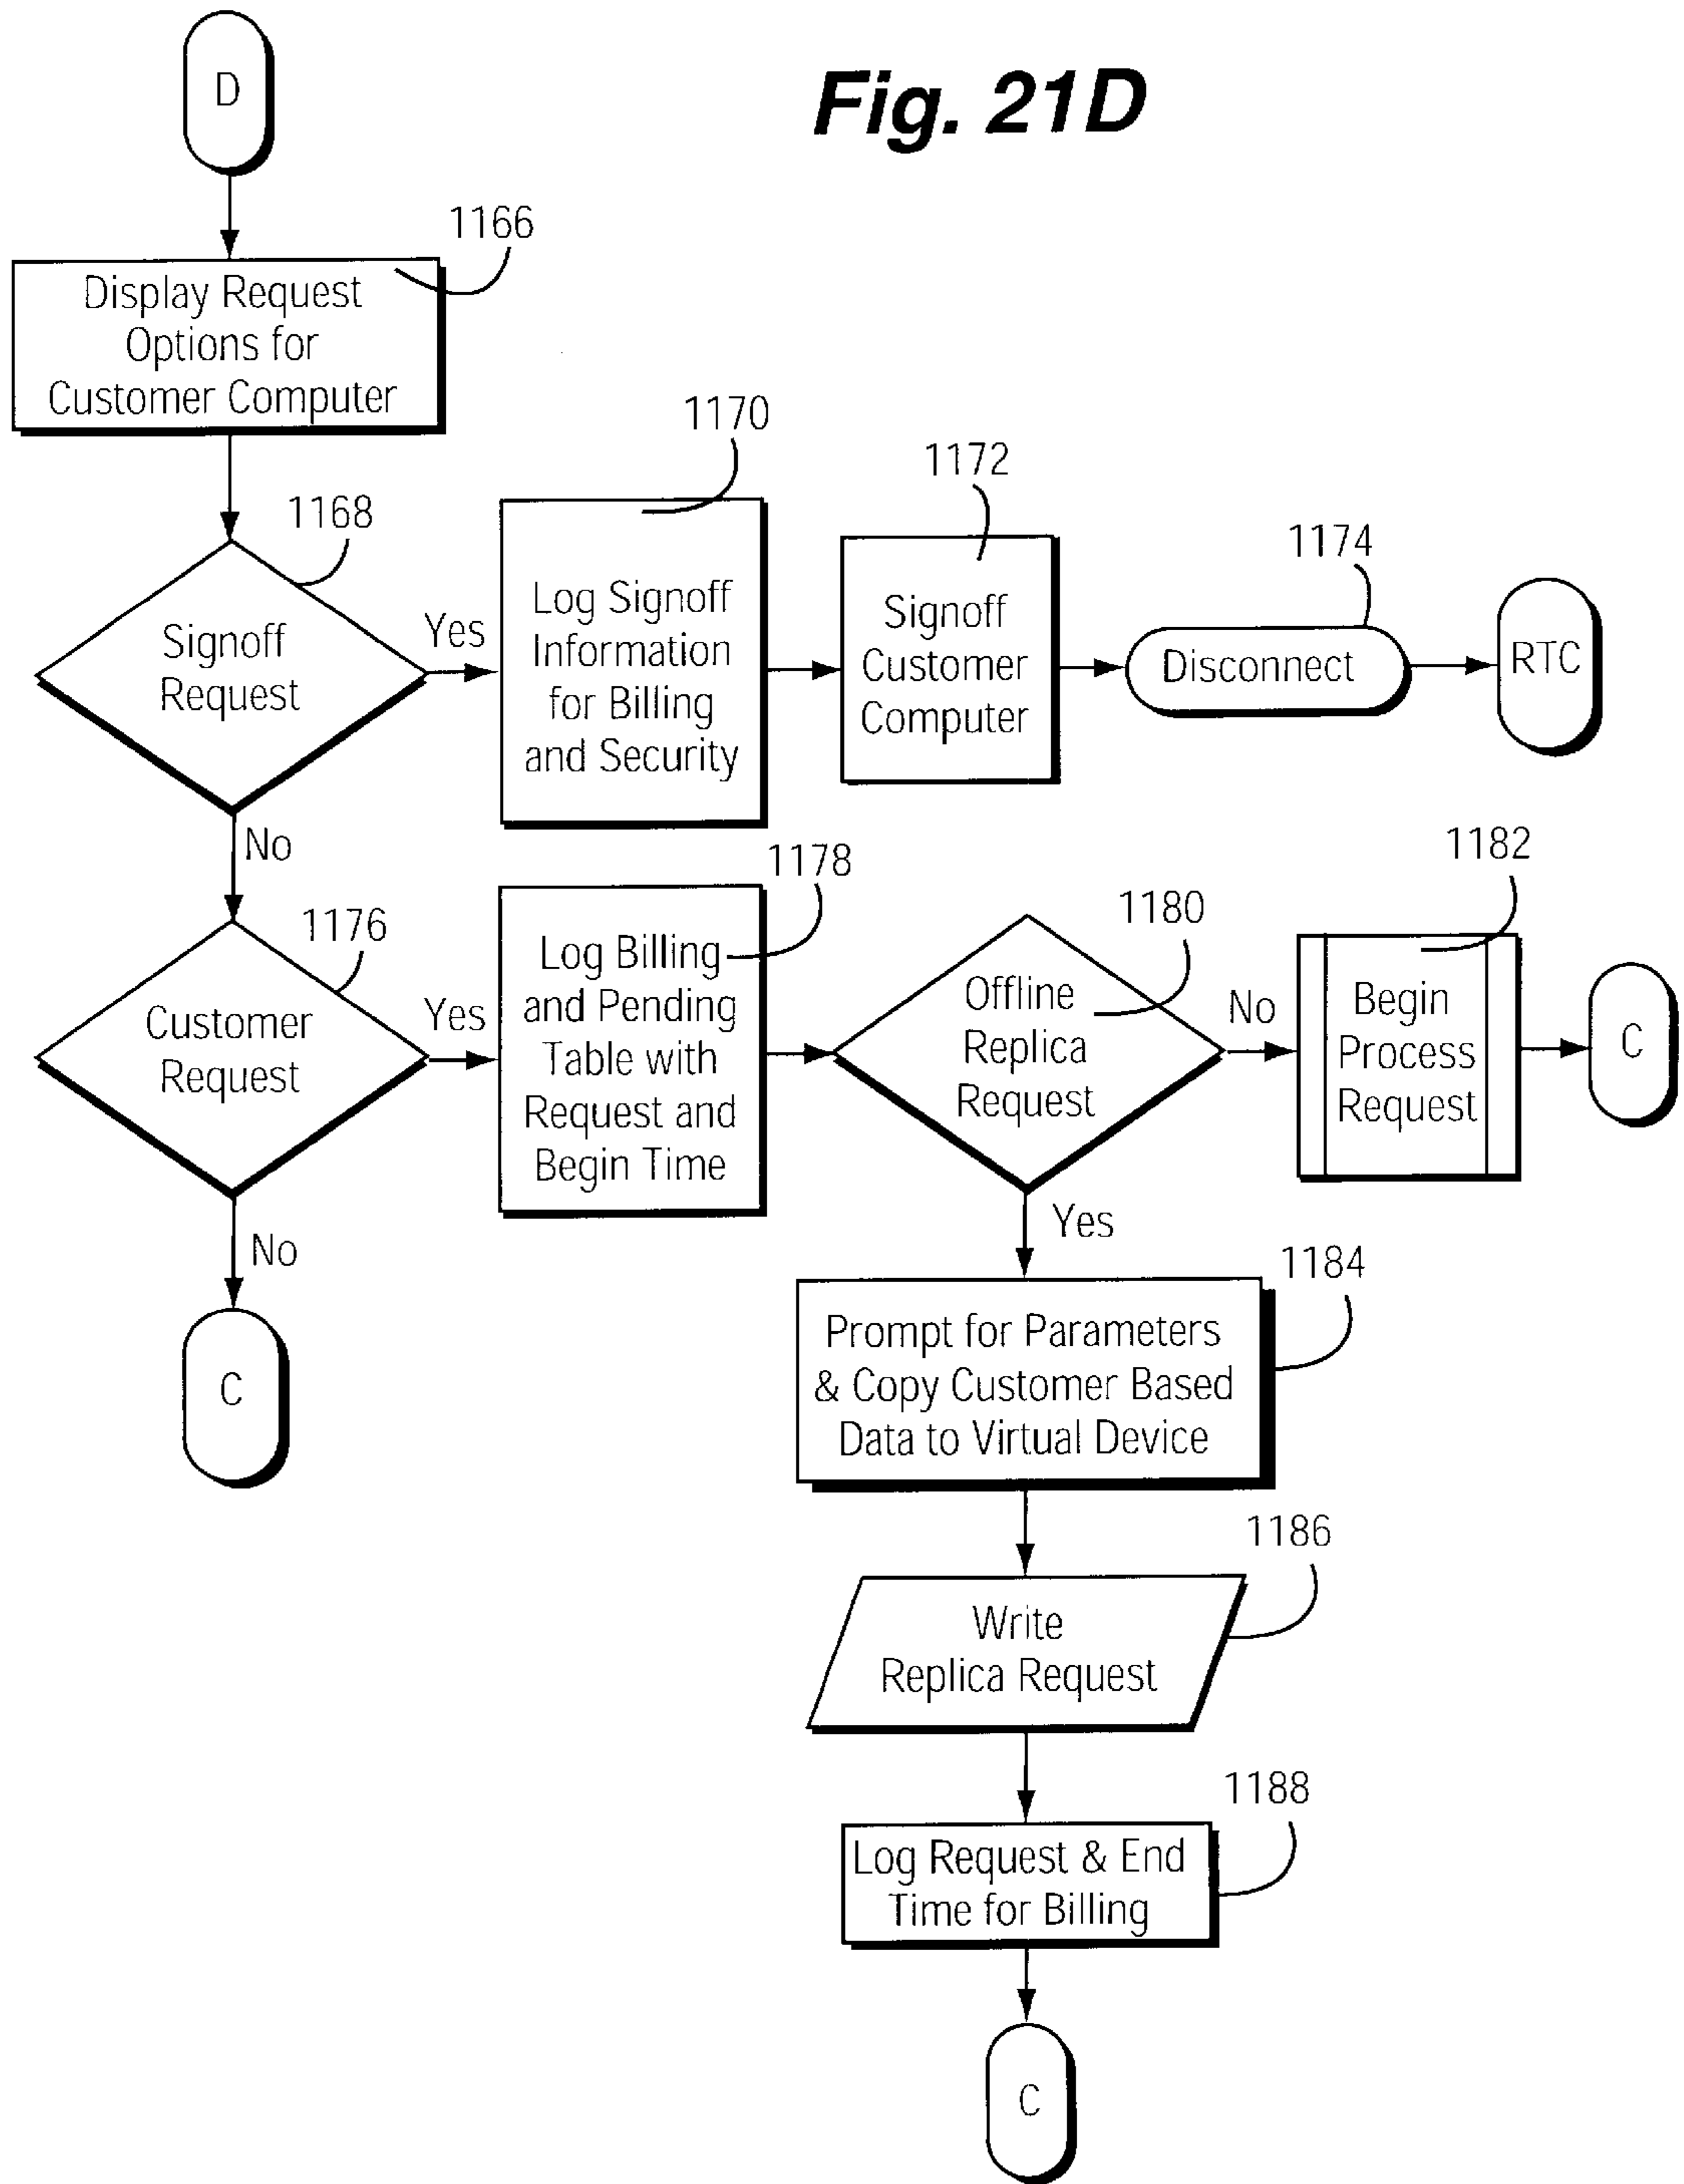 D
Fig. 21D
1166
Display Request
Options for
Customer Computer
1168
Signoff
Request
Yes
1170
Log Signoff
Information
for Billing
and Security
1172
Signoff
Customer
Computer
1174
Disconnect
RTC
No
1176
Customer
Request
Yes
1178
Log Billing
and Pending
Table with
Request and
Begin Time
1180
Offline
Replica
Request
No
1182
Begin
Process
Request
C
No
C
Yes
1184
Prompt for Parameters
& Copy Customer Based
Data to Virtual Device
1186
Write
Replica Request
1188
Log Request & End
Time for Billing
C